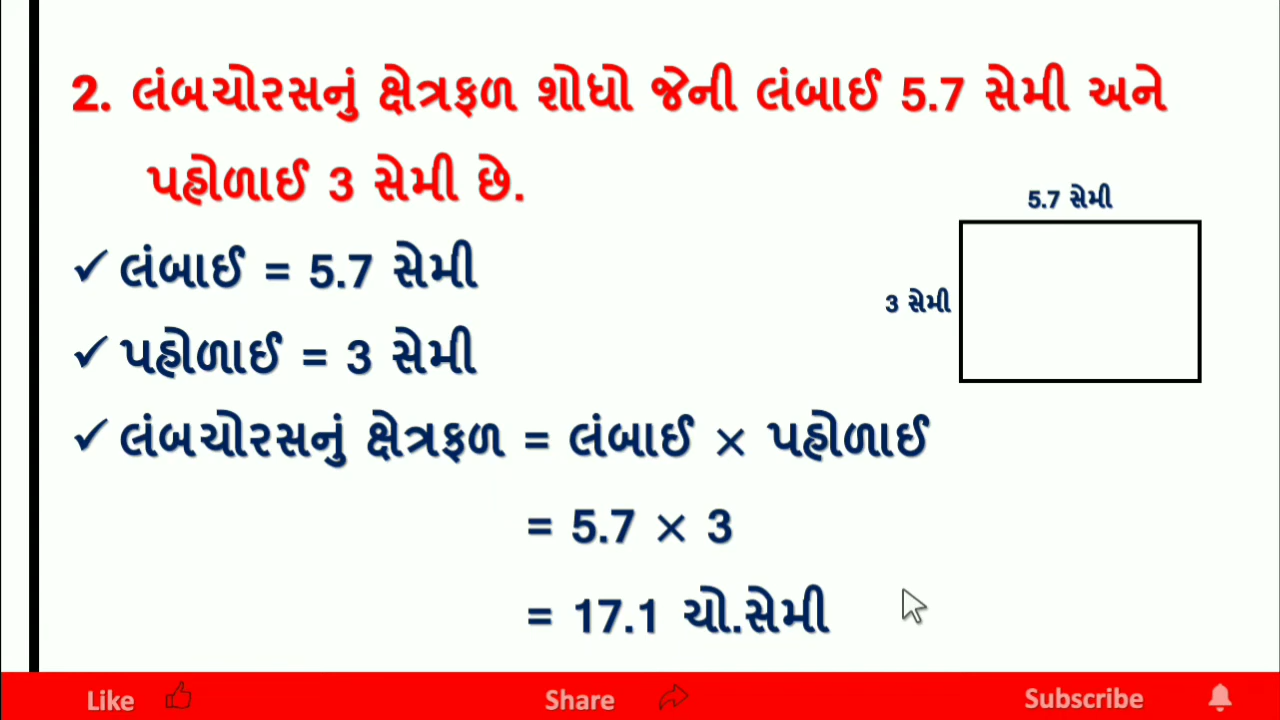 2. લંબચોરસનું ક્ષેત્રફળ શોધો જેની લંબાઈ 5.7 સેમી અને
પહોળાઈ 3 સેમી છે.
5.7 સેમી
✓ લંબાઈ = 5.7 સેમી
3 સેમી
✓ પહોળાઈ = 3 સેમી
✓ લંબચોરસનું ક્ષેત્રફળ = લંબાઈ × પહોળાઈ
= 5.7 × 3
= 17.1 ચો.સેમી
Like Share Subscribe